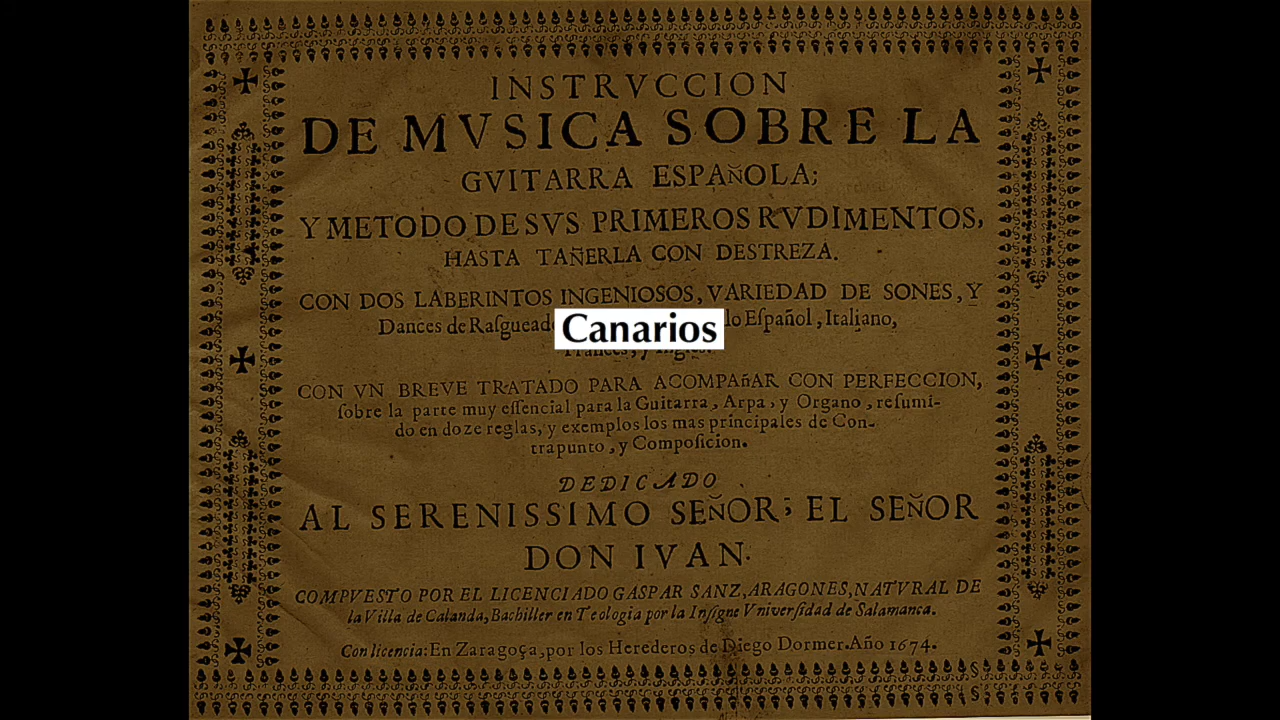 INSTRVCCION
DE MVSICA SOBRE LA
GVITARRA ESPAÑOLA;
Y METODO DE SVS PRIMEROS RVDIMENTOS,
HASTA TAÑERLA CON DESTREZA.
CON DOS LABERINTOS INGENIOSOS, VARIEDAD DE SONES, Y
Dances de Raſguead Canarios lo Español, Italiano,
Frances, y Ingles.
CON VN BREVE TRATADO PARA ACOMPAñAR CON PERFECCION,
ſobre la parte muy eſſencial para la Guitarra, Arpa, y Organo, reſumi-
do en doze reglas, y exemplos los mas principales de Con-
trapunto, y Compoſicion.
DEDICADO
AL SERENISSIMO SEÑOR; EL SEÑOR
DON IVAN.
COMPVESTO POR EL LICENCIADO GASPAR SANZ, ARAGONES, NATVRAL DE
la Villa de Calanda, Bachiller en Teologia por la Inſigne Vniverſidad de Salamanca.
Con licencia: En Zaragoça, por los Herederos de Diego Dormer. Año 1674.